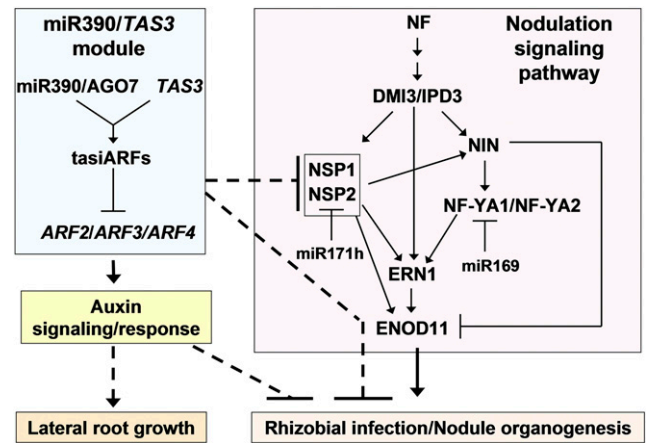 miR390/TAS3
module
miR390/AGO7
TAS3
tasiARFs
ARF2/ARF3/ARF4
Auxin
signaling/response
Lateral root growth
Nodulation
signaling
pathway
NF
DMI3/IPD3
NSP1
NSP2
NIN
NF-YA1/NF-YA2
miR171h
miR169
ERN1
ENOD11
Rhizobial infection/Nodule organogenesis